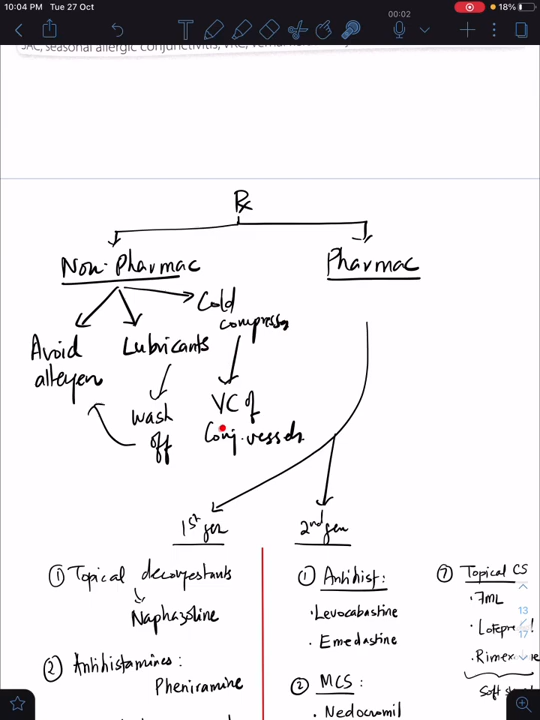 10:04 PM Tue 27 Oct
00:02
18%
SAC, seasonal allergic conjunctivitis, VKC,
Rx
Non-Pharmac
Pharmac
Cold
compress
Avoid
allergen
Lubricants
wash
off
VC of
Conj. vessels
1st gen
2nd gen
① Topical decongestants
Naphazoline
② Antihistamines:
Pheniramine
① Antihist:
· Levocabastine
· Emedastine
② MCS:
· Nedocromil
⑦ Topical CS
· FML
· Lotepre
· Rimex
Soft
13
17